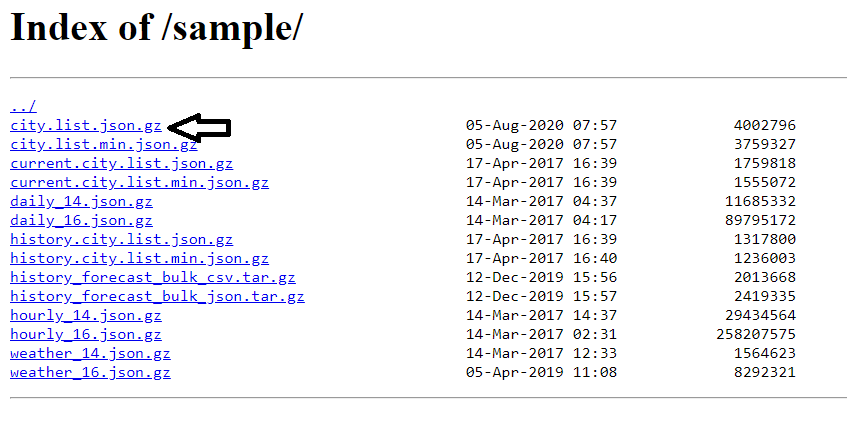 Index of /sample/
../
city.list.json.gz 05-Aug-2020 07:57 4002796
city.list.min.json.gz 05-Aug-2020 07:57 3759327
current.city.list.json.gz 17-Apr-2017 16:39 1759818
current.city.list.min.json.gz 17-Apr-2017 16:39 1555072
daily_14.json.gz 14-Mar-2017 04:37 11685332
daily_16.json.gz 14-Mar-2017 04:17 89795172
history.city.list.json.gz 17-Apr-2017 16:39 1317800
history.city.list.min.json.gz 17-Apr-2017 16:40 1236003
history_forecast_bulk_csv.tar.gz 12-Dec-2019 15:56 2013668
history_forecast_bulk_json.tar.gz 12-Dec-2019 15:57 2419335
hourly_14.json.gz 14-Mar-2017 14:37 29434564
hourly_16.json.gz 14-Mar-2017 02:31 258207575
weather_14.json.gz 14-Mar-2017 12:33 1564623
weather_16.json.gz 05-Apr-2019 11:08 8292321